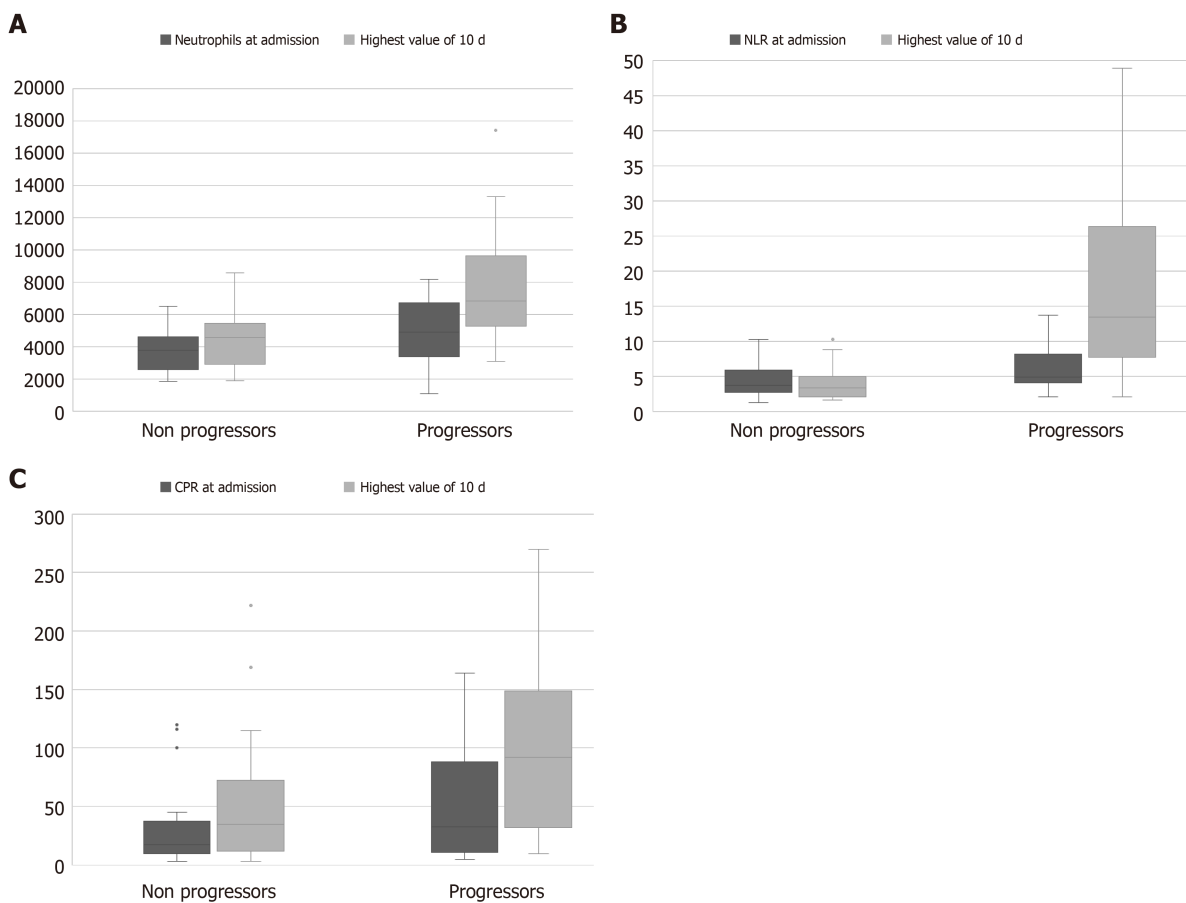 A
Neutrophils at admission
Highest value of 10 d
20000
18000
16000
14000
12000
10000
8000
6000
4000
2000
0
Non progressors
Progressors
B
NLR at admission
Highest value of 10 d
50
45
40
35
30
25
20
15
10
5
0
Non progressors
Progressors
C
CPR at admission
Highest value of 10 d
300
250
200
150
100
50
0
Non progressors
Progressors